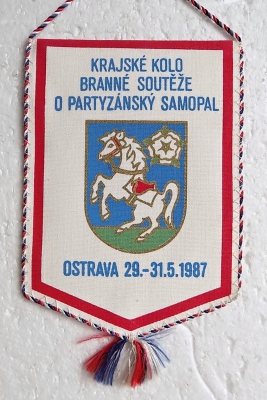 KRAJSKÉ KOLO
BRANNÉ SOUTĚŽE
O PARTYZÁNSKÝ SAMOPAL
OSTRAVA 29.-31.5.1987